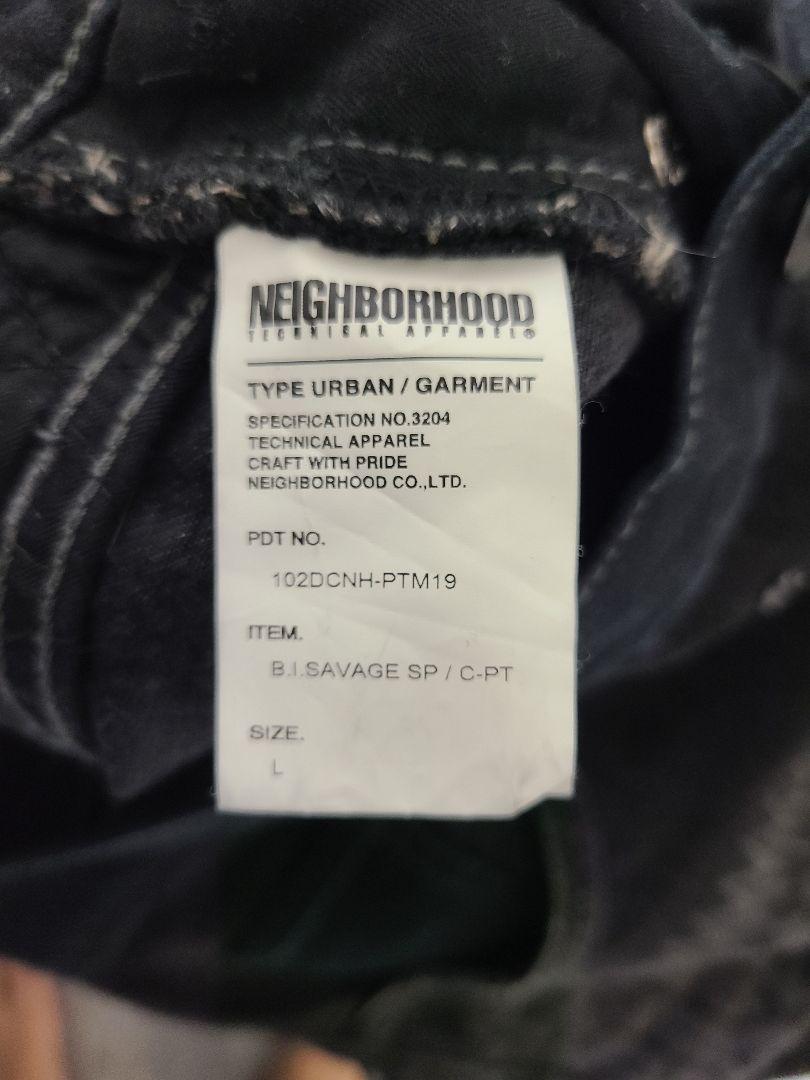 NEIGHBORHOOD
TECHNICAL APPAREL®
TYPE URBAN / GARMENT
SPECIFICATION NO.3204
TECHNICAL APPAREL
CRAFT WITH PRIDE
NEIGHBORHOOD CO.,LTD.
PDT NO.
102DCNH-PTM19
ITEM.
B.I.SAVAGE SP / C-PT
SIZE.
L